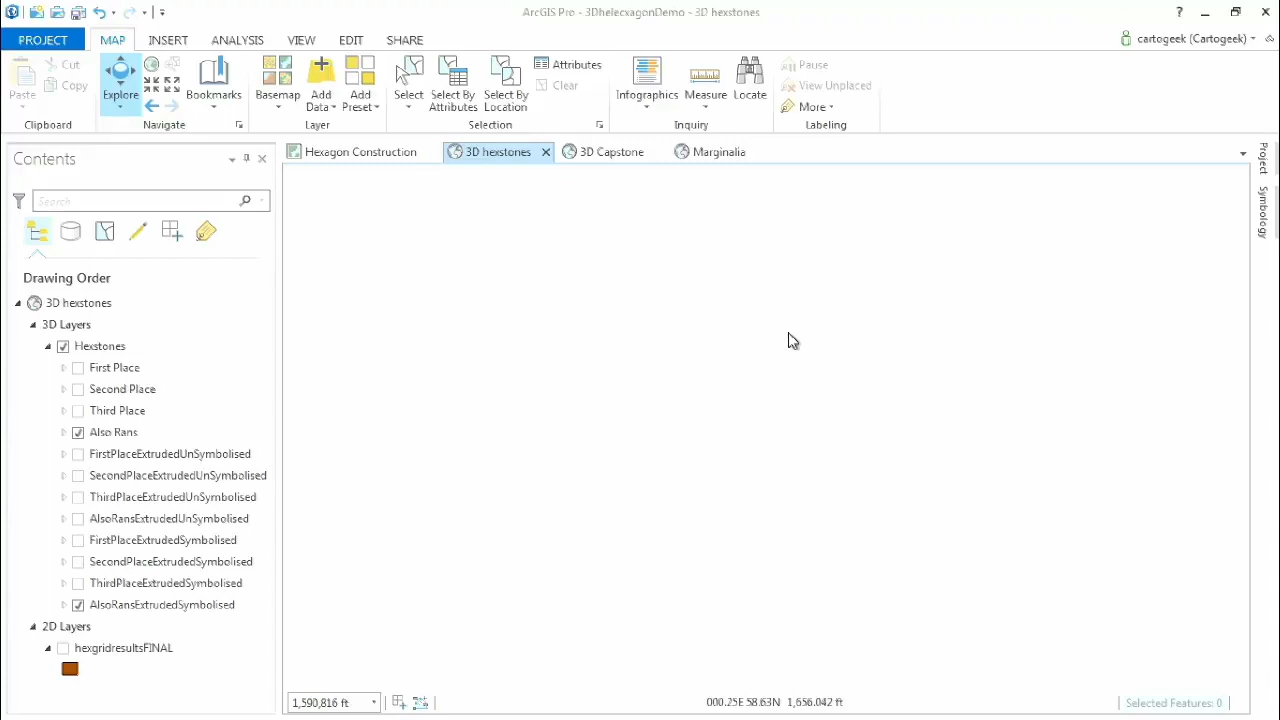 ArcGIS Pro - 3DhelecxagonDemo - 3D hexstones
?
PROJECT MAP INSERT ANALYSIS VIEW EDIT SHARE
cartogeek (Cartogeek)
Paste Cut Copy
Clipboard
Explore Bookmarks
Navigate
Basemap Add Data Add Preset
Layer
Select Select By Attributes Select By Location Attributes Clear
Selection
Infographics Measure Locate
Inquiry
Pause
View Unplaced
More
Labeling
Contents
Hexagon Construction 3D hexstones 3D Capstone Marginalia
Project
Symbology
Search
Drawing Order
3D hexstones
3D Layers
Hexstones
First Place
Second Place
Third Place
Also Rans
FirstPlaceExtrudedUnSymbolised
SecondPlaceExtrudedUnSymbolised
ThirdPlaceExtrudedUnSymbolised
AlsoRansExtrudedUnSymbolised
FirstPlaceExtrudedSymbolised
SecondPlaceExtrudedSymbolised
ThirdPlaceExtrudedSymbolised
AlsoRansExtrudedSymbolised
2D Layers
hexgridresultsFINAL
1,590,816 ft 000.25E 58.63N 1,656.042 ft Selected Features: 0